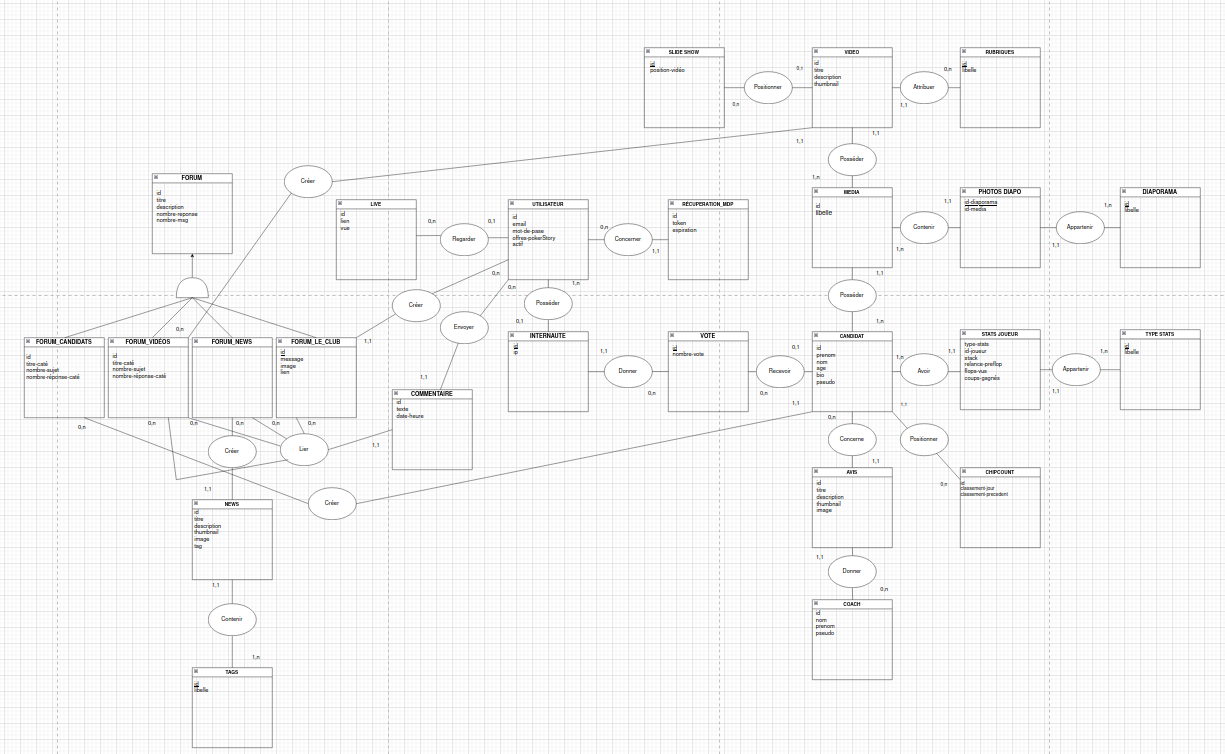 SLIDE SHOW
id
position-vidéo
0,n
Positionner
0,1
VIDEO
id
titre
description
thumbnail
1,1
Attribuer
0,n
RUBRIQUES
id
libelle
1,1
1,1
Posséder
1,n
Créer
FORUM
id
titre
description
nombre-reponse
nombre-msg
0,n
LIVE
id
lien
vue
0,n
Regarder
0,1
UTILISATEUR
id
email
mot-de-pase
offres-pokerStory
actif
0,n
Concerner
1,1
RÉCUPERATION_MDP
id
token
expiration
MEDIA
id
libelle
1,n
Contenir
1,1
PHOTOS DIAPO
id-diaporama
id-media
1,1
Appartenir
1,n
DIAPORAMA
id
libelle
1,1
Posséder
1,n
0,n
Créer
1,1
0,n
Envoyer
1,1
1,n
Posséder
0,1
FORUM_CANDIDATS
id
titre-caté
nombre-sujet
nombre-réponse-caté
FORUM_VIDÉOS
id
titre-caté
nombre-sujet
nombre-réponse-caté
FORUM_NEWS
FORUM_LE_CLUB
id
message
image
lien
INTERNAUTE
id
1,1
Donner
0,n
VOTE
id
nombre-vote
Recevoir
0,1
CANDIDAT
id
prenom
nom
age
bio
pseudo
1,n
Avoir
1,1
STATS JOUEUR
type-stats
id-joueur
stack
relance-preflop
flops-vus
coups-gagnés
1,1
Appartenir
1,n
TYPE STATS
id
libelle
COMMENTAIRE
id
texte
date-heure
1,1
0,n
0,n
0,n
0,n
0,n
Créer
Lier
1,1
Créer
1,1
0,n
Concerne
1,1
1,1
Positionner
0,n
NEWS
id
titre
description
thumbnail
image
tag
AVIS
id
titre
description
thumbnail
image
CHIPCOUNT
id
classement-jour
classement-precedent
1,1
Contenir
1,n
1,1
Donner
0,n
COACH
id
nom
prenom
pseudo
TAGS
id
libelle